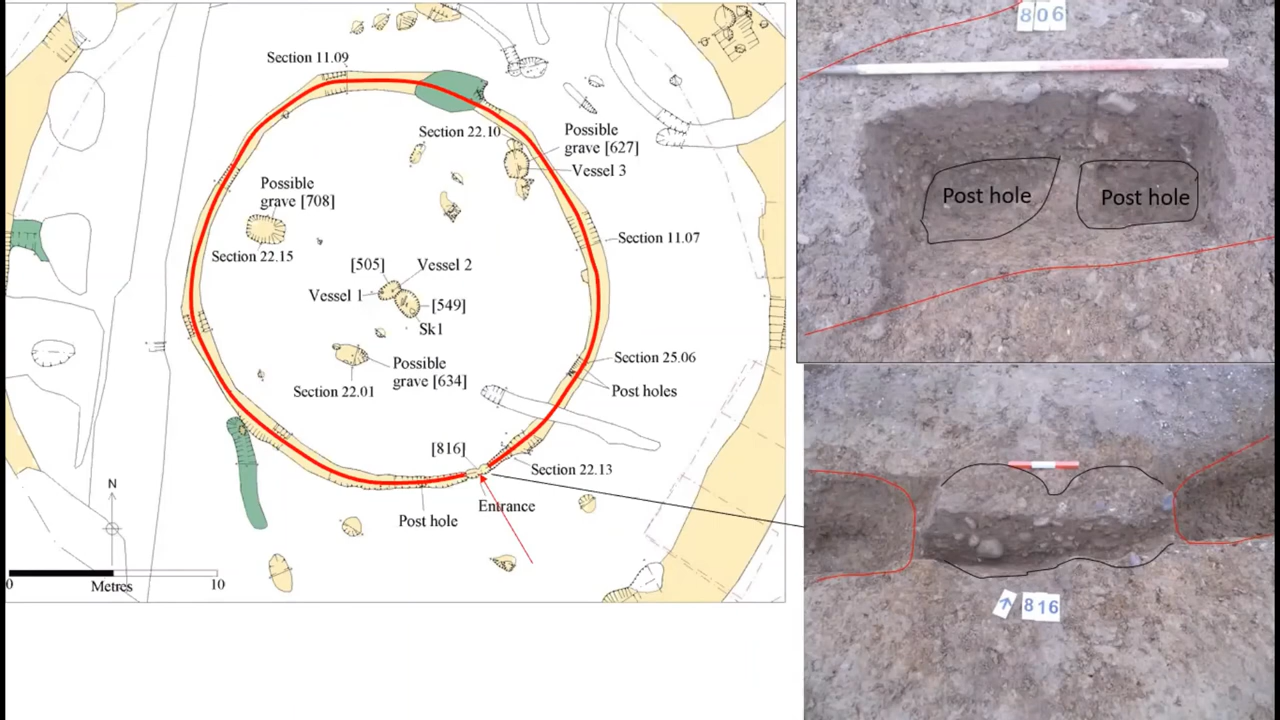 Section 11.09
Section 22.10
Possible
grave [627]
Vessel 3
Possible
grave [708]
Section 22.15
Section 11.07
[505]
Vessel 2
Vessel 1
[549]
Sk1
Possible
grave [634]
Section 22.01
Section 25.06
Post holes
[816]
Section 22.13
Entrance
Post hole
N
0 10
Metres
806
Post hole
Post hole
↑ 816